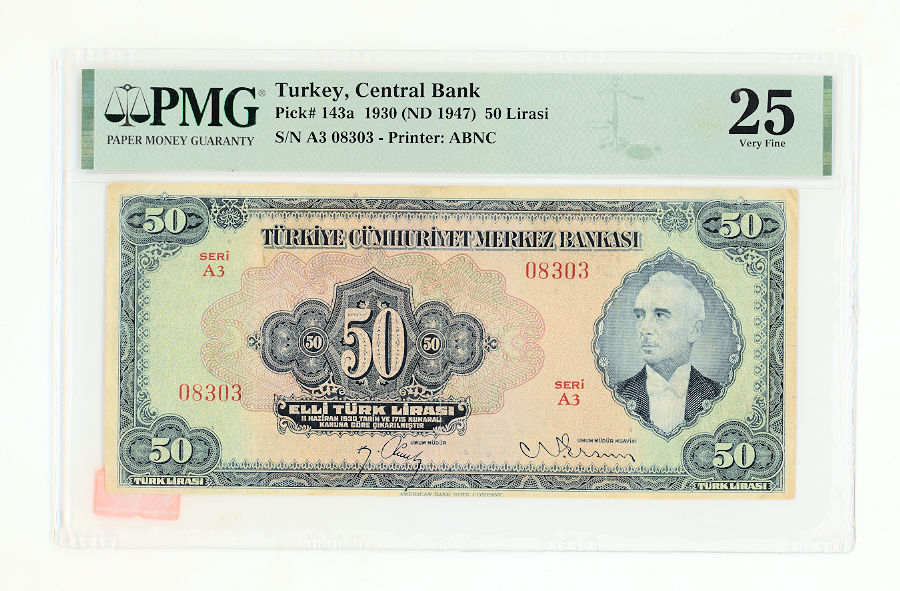 PMG®
PAPER MONEY GUARANTY
Turkey, Central Bank
Pick# 143a 1930 (ND 1947) 50 Lirasi
S/N A3 08303 - Printer: ABNC
25
Very Fine
50
50
TÜRKİYE CÜMHURİYET MERKEZ BANKASI
SERİ
A3
08303
50
50
50
08303
SERİ
A3
ELLİ TÜRK LİRASI
11 HAZİRAN 1930 TARİH VE 1715 NUMARALI
KANUNA GÖRE ÇIKARILMIŞTIR
UMUM MÜDÜR
UMUM MÜDÜR MUAVİNİ
50
50
TÜRK LİRASI
TÜRK LİRASI
AMERICAN BANK NOTE COMPANY.